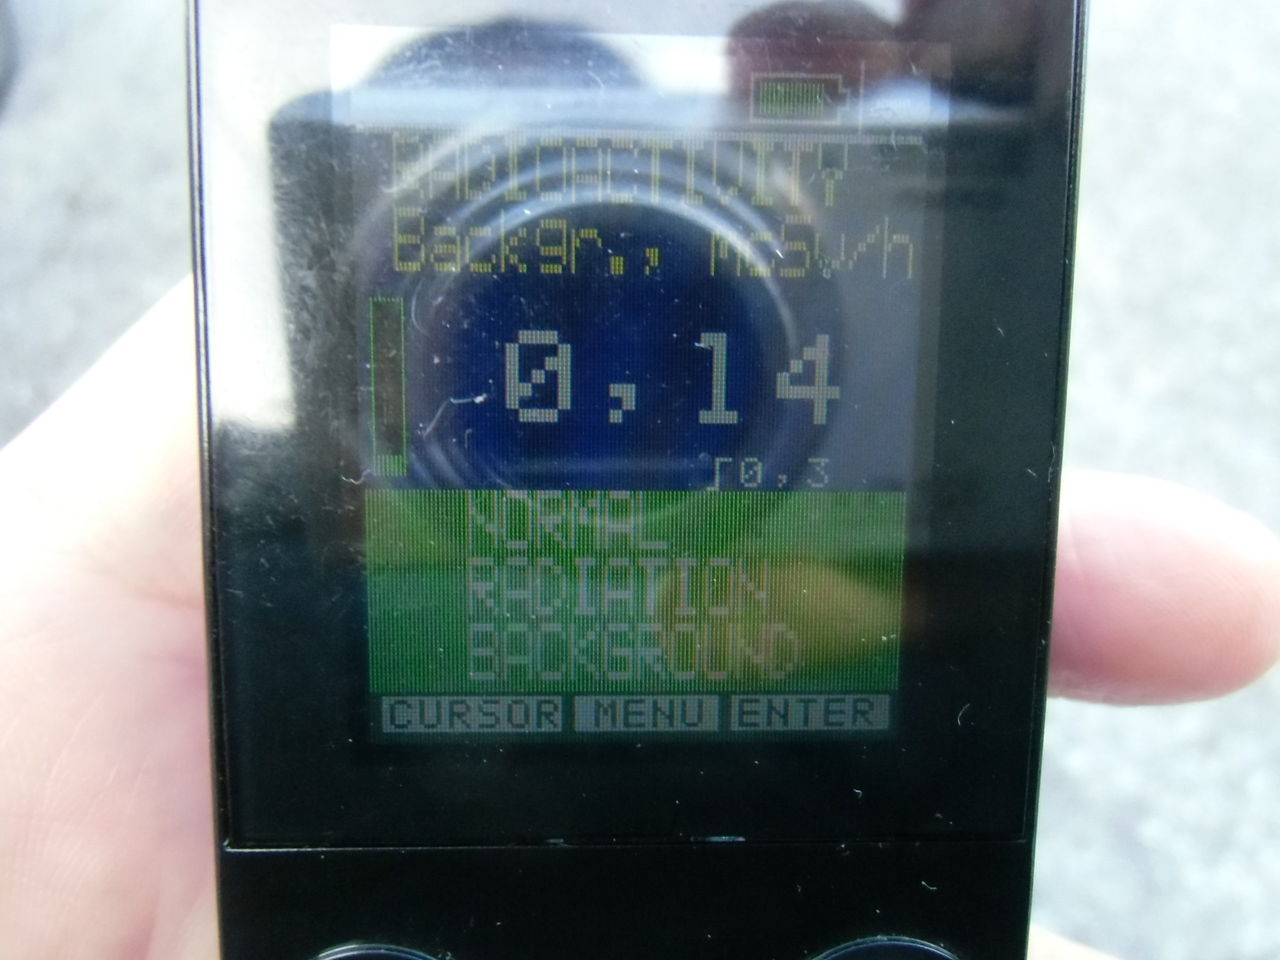 RADIOACTIVITY
Backgr., McSv/h
0,14
⌈0,3
NORMAL
RADIATION
BACKGROUND
CURSOR MENU ENTER